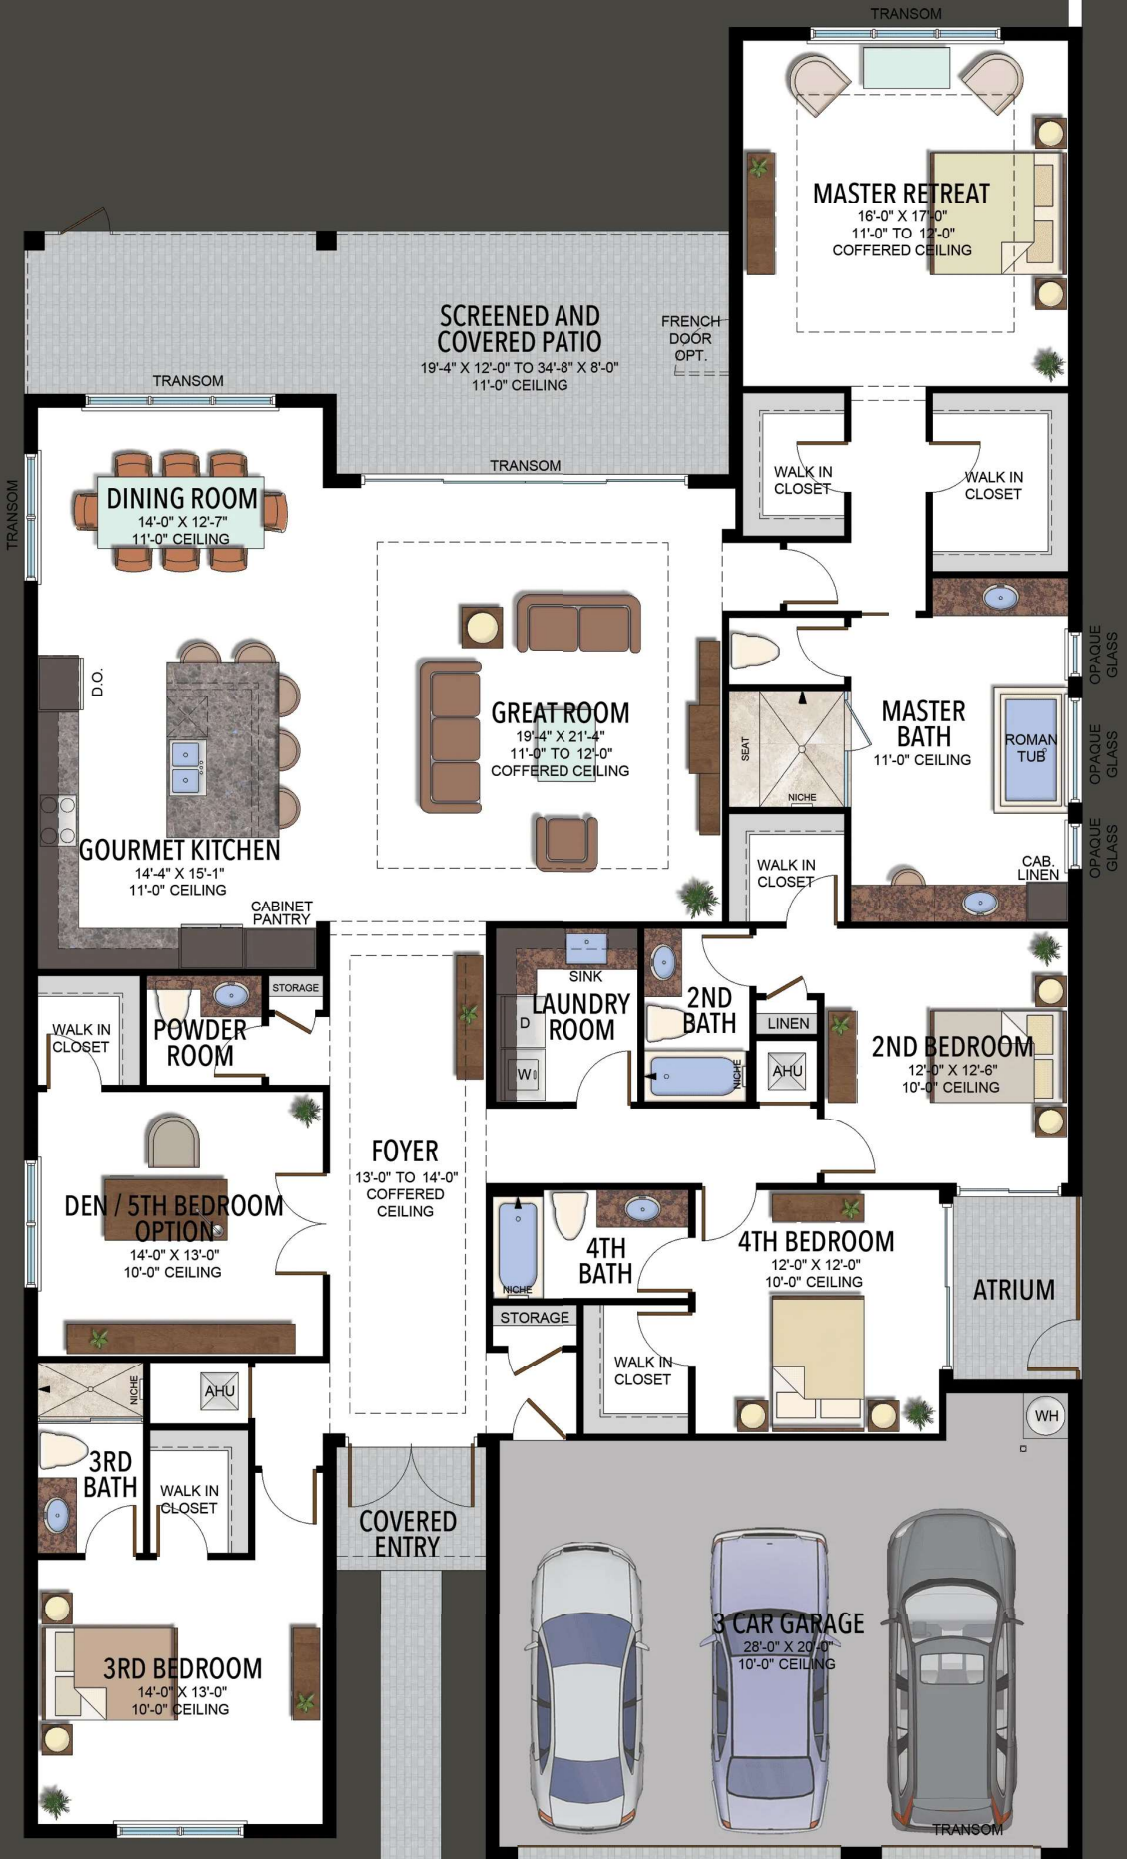 TRANSOM
MASTER RETREAT
16'-0" X 17'-0"
11'-0" TO 12'-0"
COFFERED CEILING
SCREENED AND
COVERED PATIO
19'-4" X 12'-0" TO 34'-8" X 8'-0"
11'-0" CEILING
FRENCH
DOOR
OPT.
TRANSOM
TRANSOM
TRANSOM
WALK IN
CLOSET
WALK IN
CLOSET
DINING ROOM
14'-0" X 12'-7"
11'-0" CEILING
D.O.
GREAT ROOM
19'-4" X 21'-4"
11'-0" TO 12'-0"
COFFERED CEILING
SEAT
NICHE
MASTER
BATH
11'-0" CEILING
ROMAN
TUB
OPAQUE
GLASS
OPAQUE
GLASS
OPAQUE
GLASS
GOURMET KITCHEN
14'-4" X 15'-1"
11'-0" CEILING
CABINET
PANTRY
WALK IN
CLOSET
CAB.
LINEN
WALK IN
CLOSET
POWDER
ROOM
STORAGE
SINK
LAUNDRY
ROOM
D
W
2ND
BATH
NICHE
LINEN
AHU
2ND BEDROOM
12'-0" X 12'-6"
10'-0" CEILING
FOYER
13'-0" TO 14'-0"
COFFERED
CEILING
DEN / 5TH BEDROOM
OPTION
14'-0" X 13'-0"
10'-0" CEILING
4TH
BATH
NICHE
4TH BEDROOM
12'-0" X 12'-0"
10'-0" CEILING
ATRIUM
STORAGE
WALK IN
CLOSET
NICHE
AHU
WH
3RD
BATH
WALK IN
CLOSET
COVERED
ENTRY
3 CAR GARAGE
28'-0" X 20'-0"
10'-0" CEILING
3RD BEDROOM
14'-0" X 13'-0"
10'-0" CEILING
TRANSOM